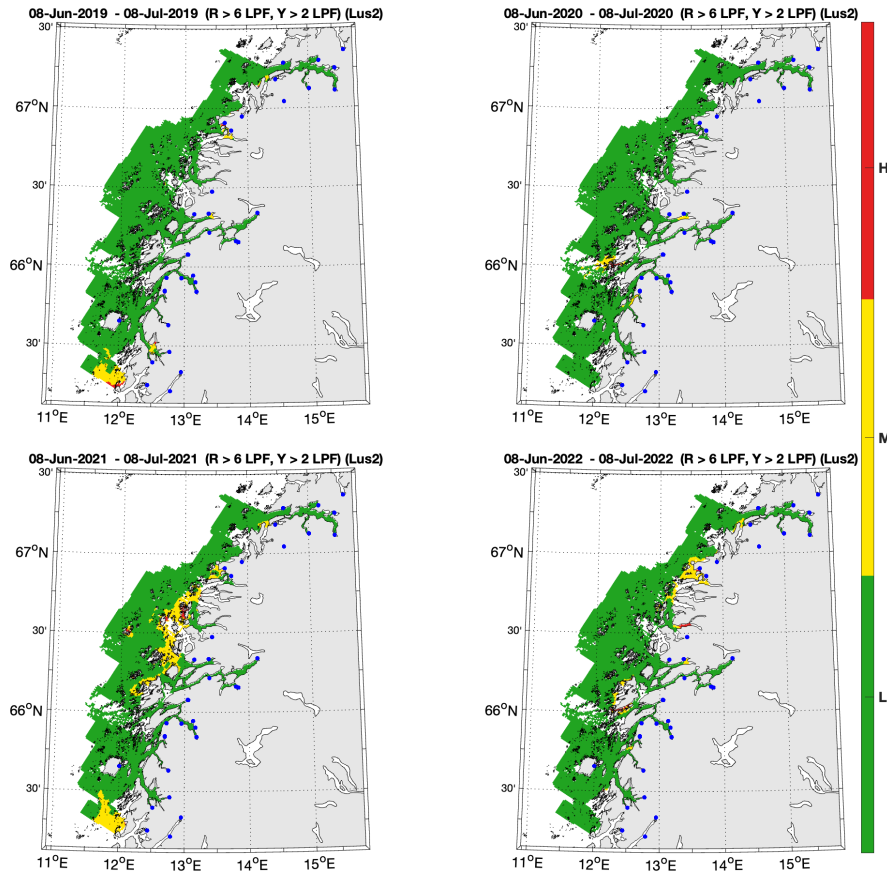 08-Jun-2019 - 08-Jul-2019 (R > 6 LPF, Y > 2 LPF) (Lus2)
30'
67°N
30'
66°N
30'
11°E 12°E 13°E 14°E 15°E
08-Jun-2020 - 08-Jul-2020 (R > 6 LPF, Y > 2 LPF) (Lus2)
30'
67°N
30'
66°N
30'
11°E 12°E 13°E 14°E 15°E
08-Jun-2021 - 08-Jul-2021 (R > 6 LPF, Y > 2 LPF) (Lus2)
30'
67°N
30'
66°N
30'
11°E 12°E 13°E 14°E 15°E
08-Jun-2022 - 08-Jul-2022 (R > 6 LPF, Y > 2 LPF) (Lus2)
30'
67°N
30'
66°N
30'
11°E 12°E 13°E 14°E 15°E
H
M
L